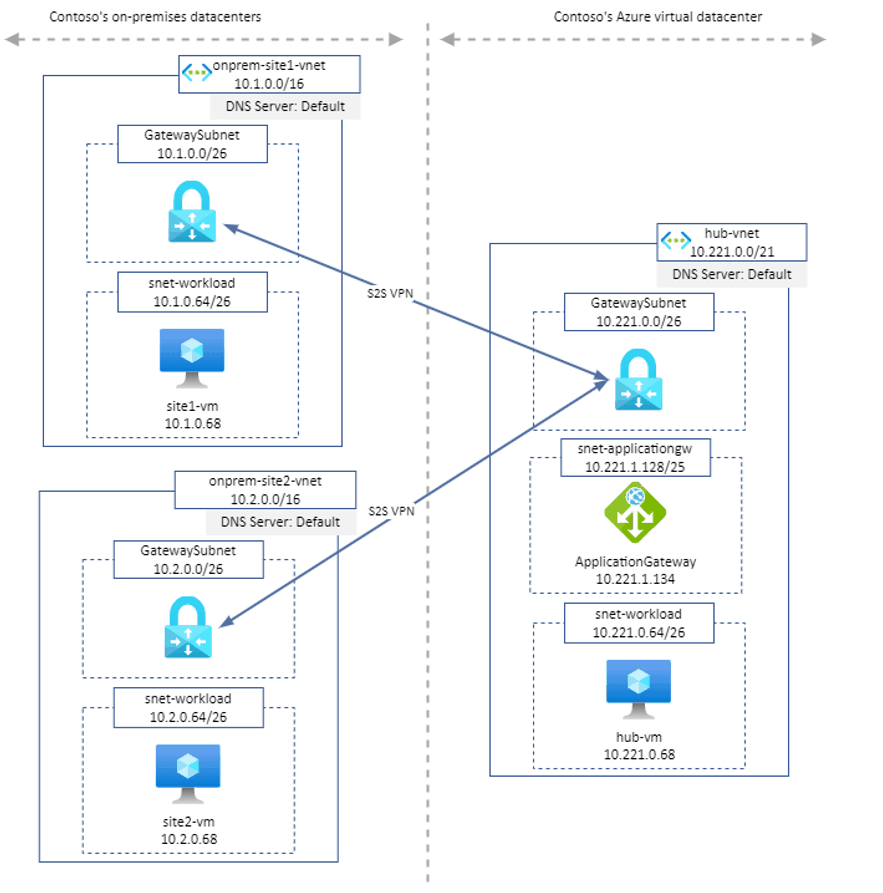 Contoso's on-premises datacenters
Contoso's Azure virtual datacenter
onprem-site1-vnet
10.1.0.0/16
DNS Server: Default
GatewaySubnet
10.1.0.0/26
snet-workload
10.1.0.64/26
site1-vm
10.1.0.68
S2S VPN
onprem-site2-vnet
10.2.0.0/16
DNS Server: Default
GatewaySubnet
10.2.0.0/26
snet-workload
10.2.0.64/26
site2-vm
10.2.0.68
S2S VPN
hub-vnet
10.221.0.0/21
DNS Server: Default
GatewaySubnet
10.221.0.0/26
snet-applicationgw
10.221.1.128/25
ApplicationGateway
10.221.1.134
snet-workload
10.221.0.64/26
hub-vm
10.221.0.68